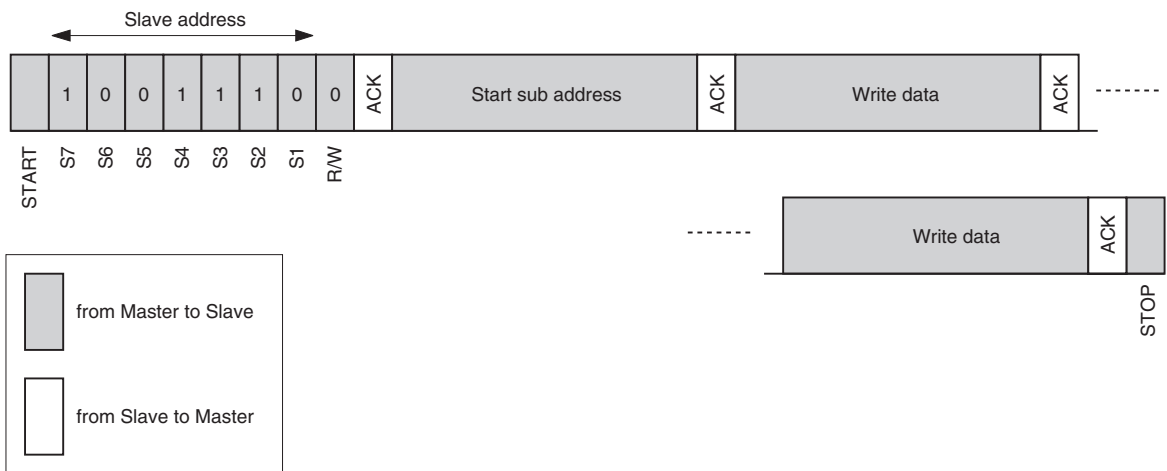 Slave address
1 0 0 1 1 1 0 0 ACK Start sub address ACK Write data ACK
START S7 S6 S5 S4 S3 S2 S1 R/W
Write data ACK
STOP
from Master to Slave
from Slave to Master